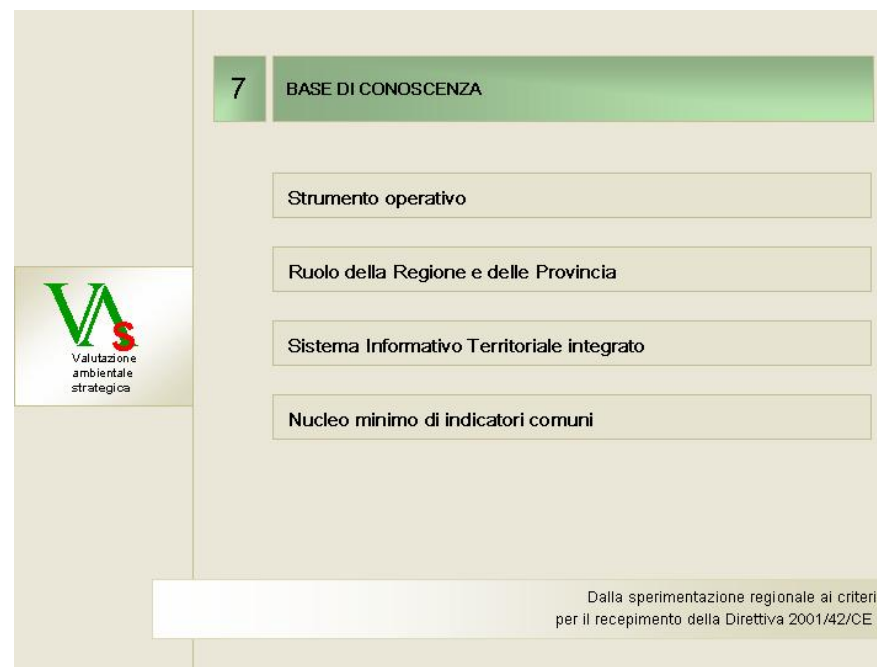 7
BASE DI CONOSCENZA
Strumento operativo
Ruolo della Regione e delle Provincia
Sistema Informativo Territoriale integrato
Nucleo minimo di indicatori comuni
VAS
Valutazione
ambientale
strategica
Dalla sperimentazione regionale ai criteri
per il recepimento della Direttiva 2001/42/CE